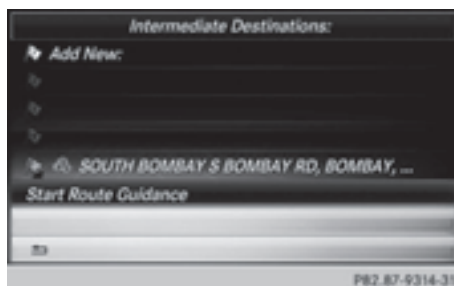 Intermediate Destinations:
Add New:
SOUTH BOMBAY S BOMBAY RD, BOMBAY, ...
Start Route Guidance
P82.87-9314-31